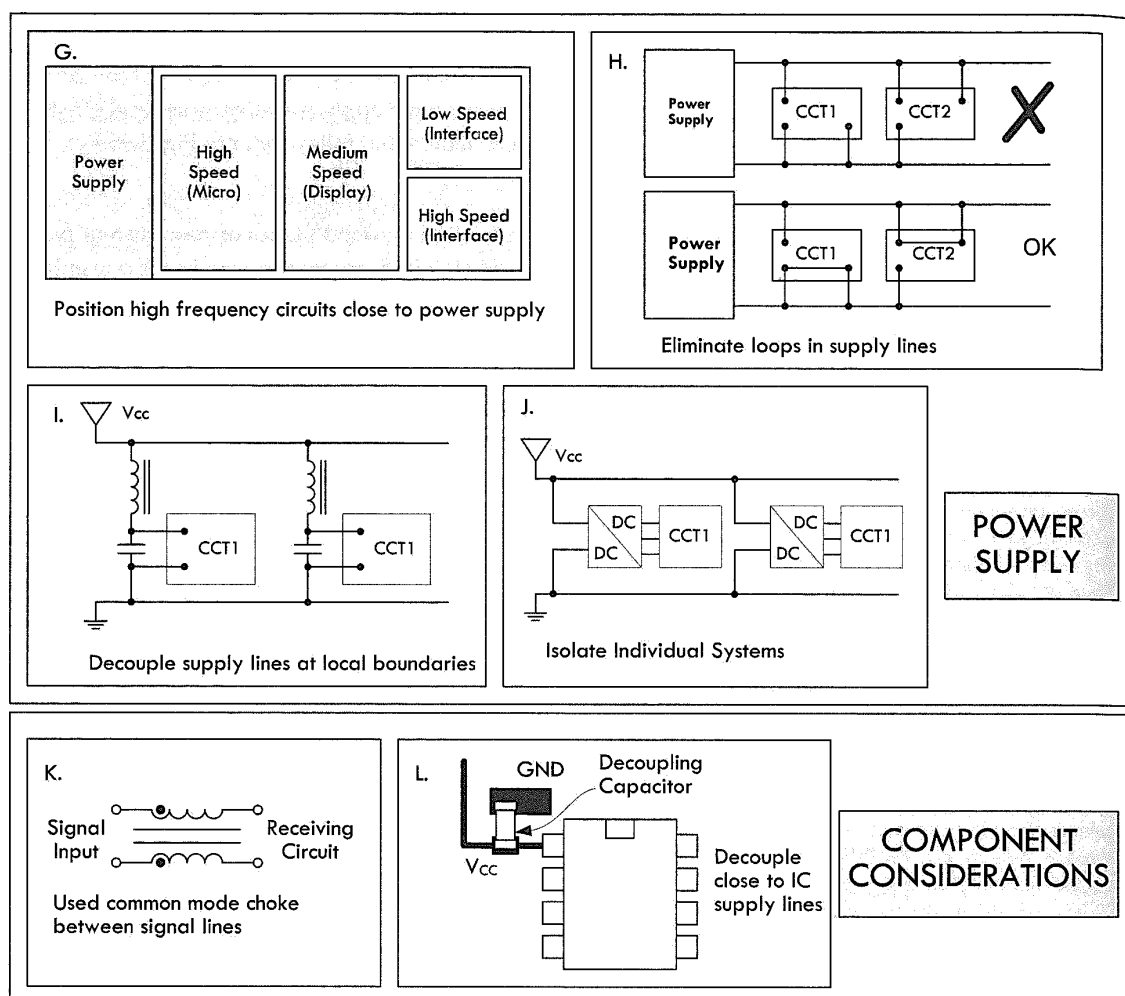 G.
Power
Supply
High
Speed
(Micro)
Medium
Speed
(Display)
Low Speed
(Interface)
High Speed
(Interface)
Position high frequency circuits close to power supply
H.
Power
Supply
CCT1
CCT2
Power
Supply
CCT1
CCT2
OK
Eliminate loops in supply lines
I.
Vcc
CCT1
CCT1
Decouple supply lines at local boundaries
J.
Vcc
DC
DC
CCT1
DC
DC
CCT1
Isolate Individual Systems
POWER
SUPPLY
K.
Signal
Input
Receiving
Circuit
Used common mode choke
between signal lines
L.
GND
Decoupling
Capacitor
Vcc
Decouple
close to IC
supply lines
COMPONENT
CONSIDERATIONS